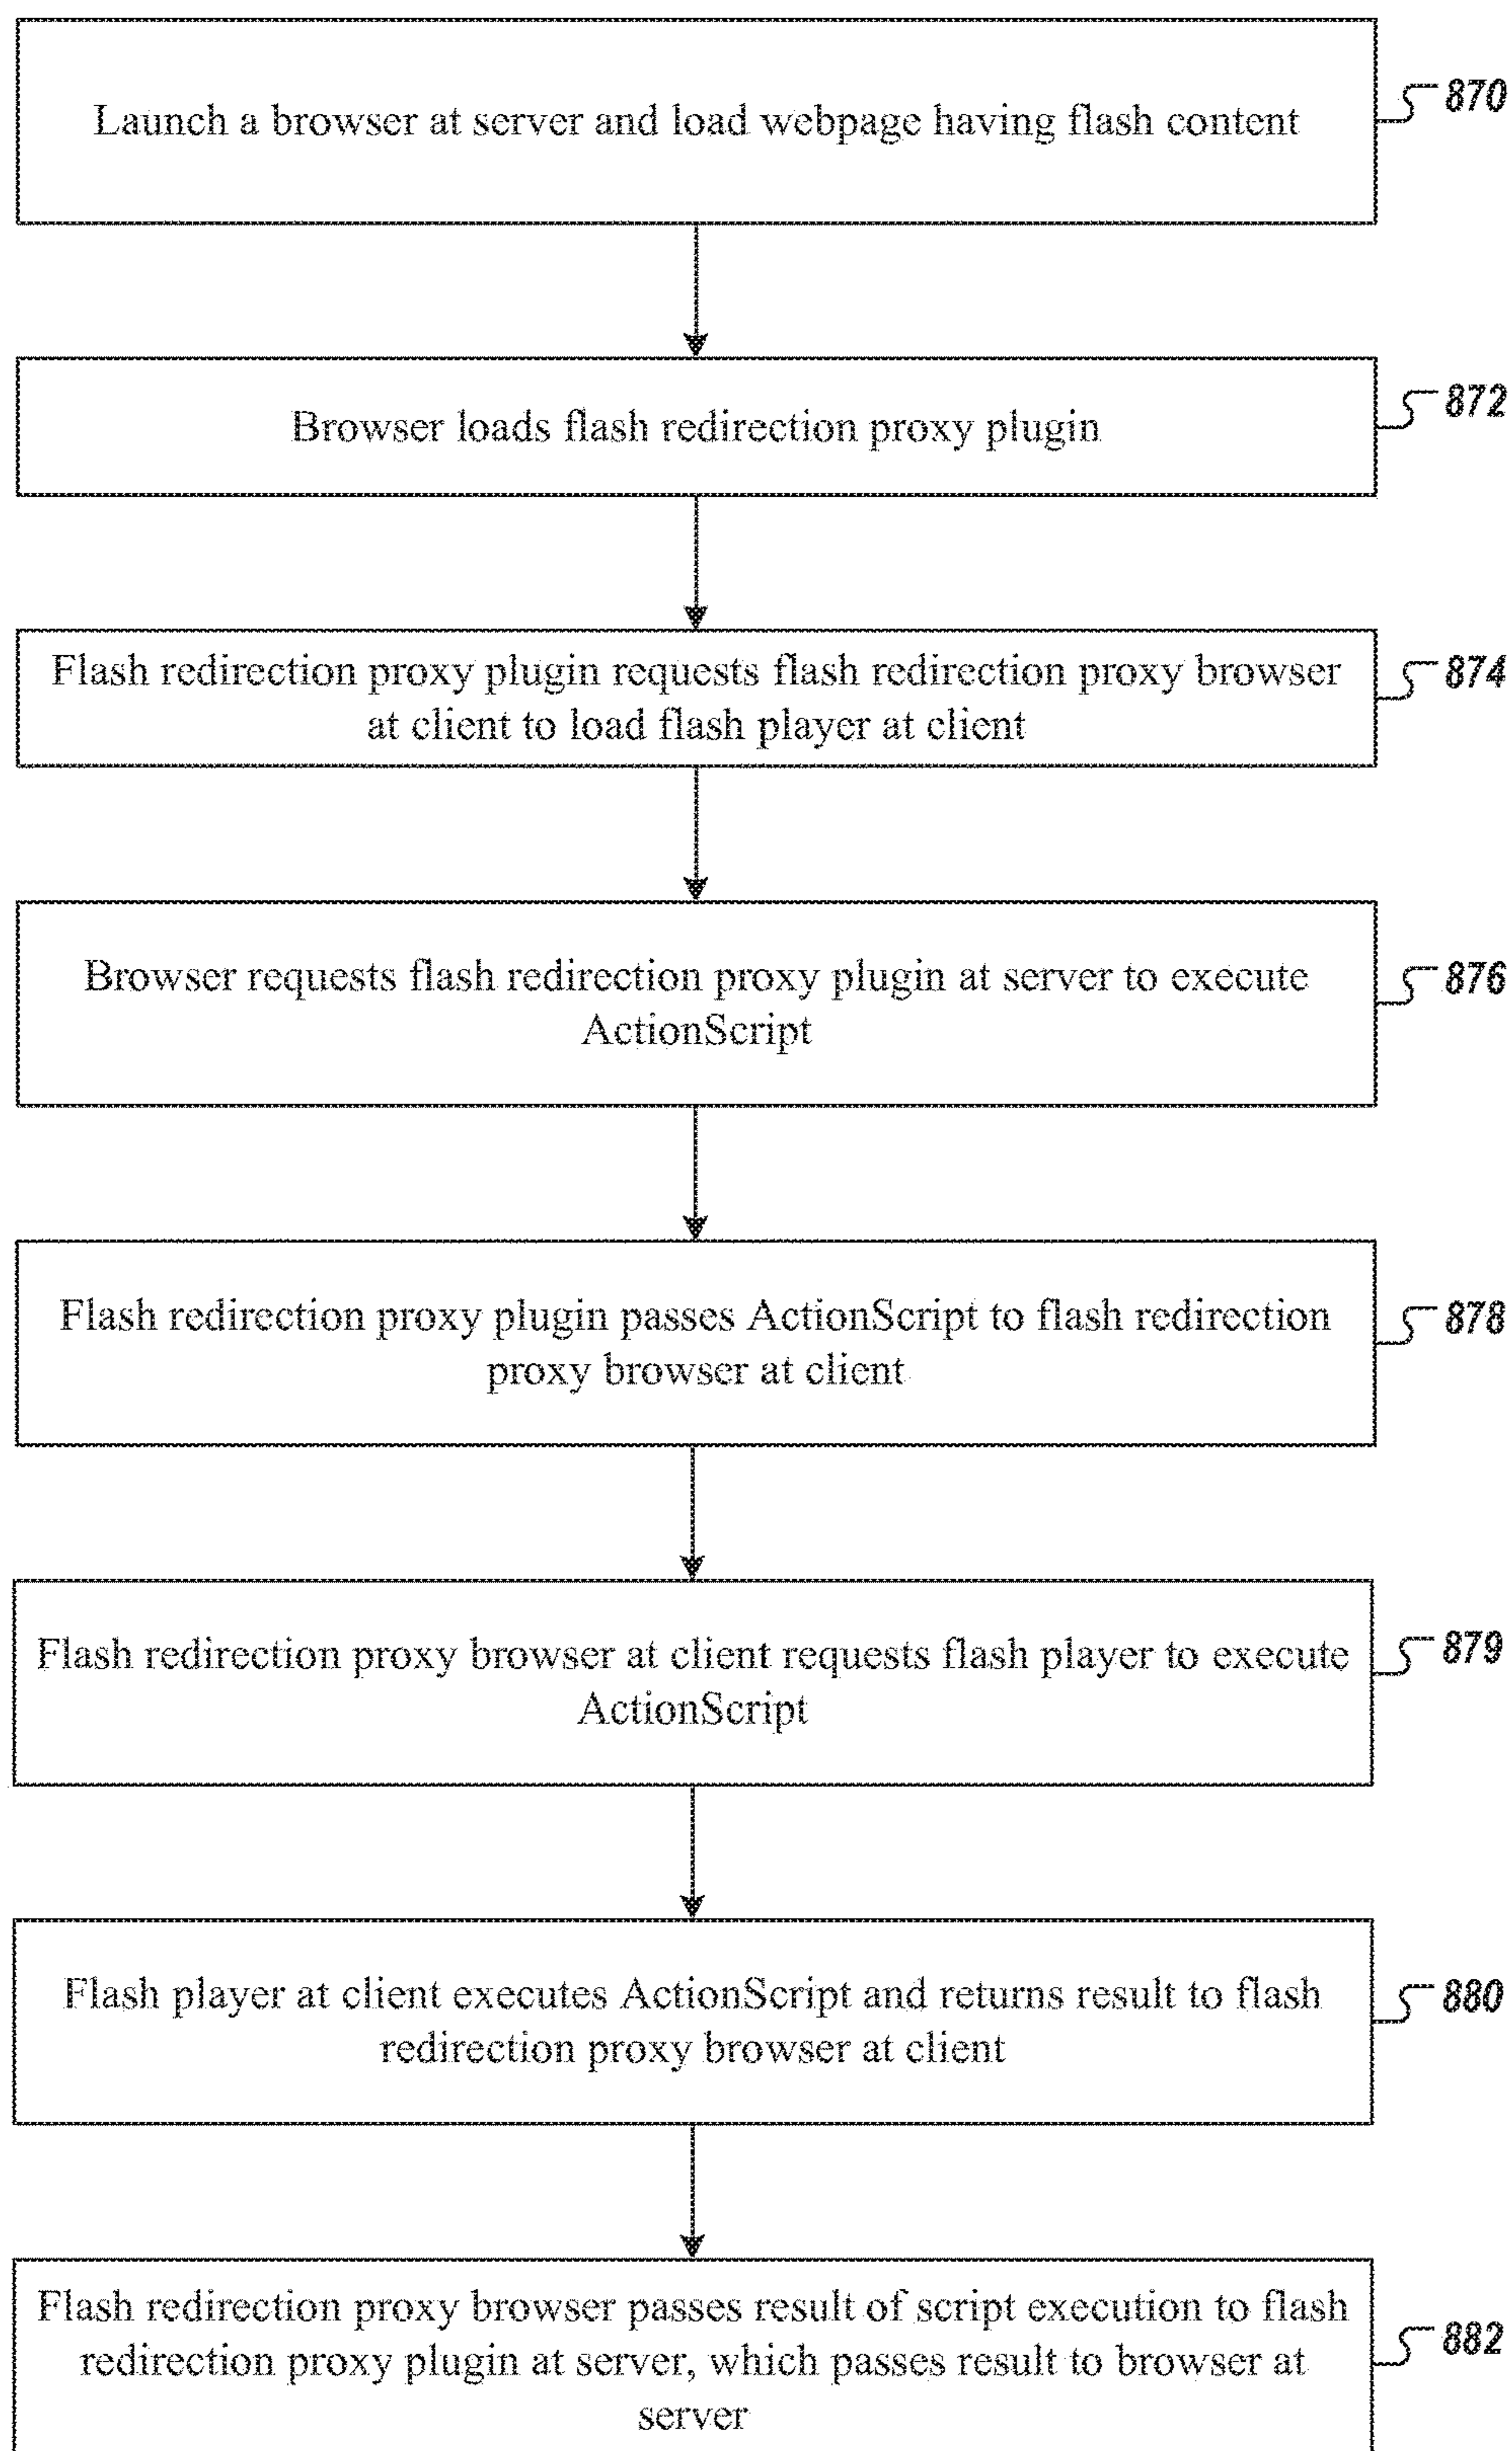 Launch a browser at server and load webpage having flash content
870
Browser loads flash redirection proxy plugin
872
Flash redirection proxy plugin requests flash redirection proxy browser
at client to load flash player at client
874
Browser requests flash redirection proxy plugin at server to execute
ActionScript
876
Flash redirection proxy plugin passes ActionScript to flash redirection
proxy browser at client
878
Flash redirection proxy browser at client requests flash player to execute
ActionScript
879
Flash player at client executes ActionScript and returns result to flash
redirection proxy browser at client
880
Flash redirection proxy browser passes result of script execution to flash
redirection proxy plugin at server, which passes result to browser at
server
882